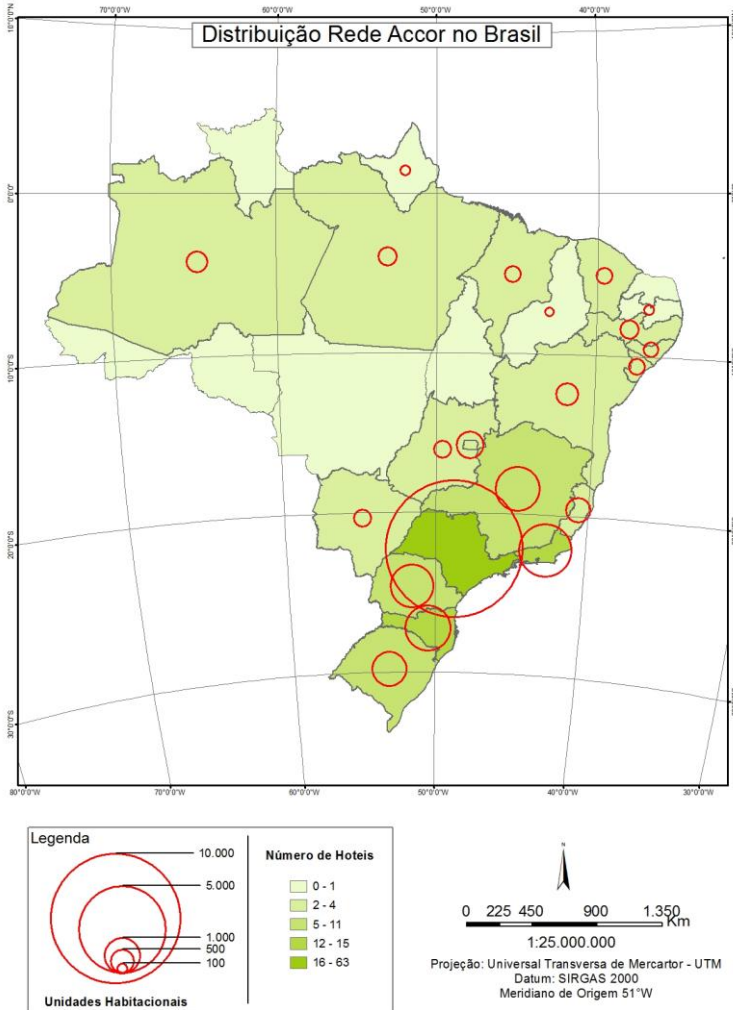 Distribuição Rede Accor no Brasil
70°0'0"W 60°0'0"W 50°0'0"W 40°0'0"W
10°0'0"N
0°0'0"
10°0'0"S
20°0'0"S
30°0'0"S
80°0'0"W 70°0'0"W 60°0'0"W 50°0'0"W 40°0'0"W 30°0'0"W
Legenda
10.000
5.000
1.000
500
100
Unidades Habitacionais
Número de Hoteis
0 - 1
2 - 4
5 - 11
12 - 15
16 - 63
N
0 225 450 900 1.350
Km
1:25.000.000
Projeção: Universal Transversa de Mercartor - UTM
Datum: SIRGAS 2000
Meridiano de Origem 51°W